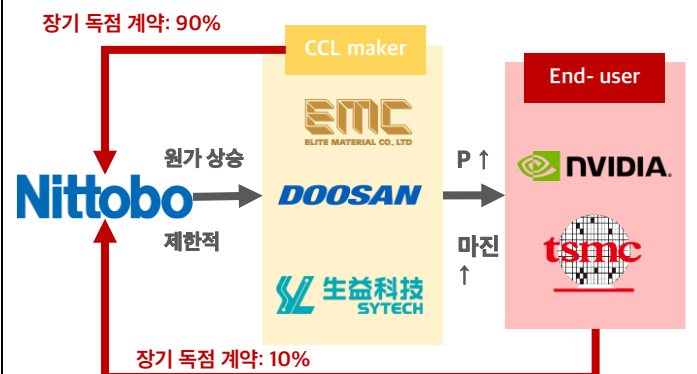 장기 독점 계약: 90%
CCL maker
End- user
EMC
ELITE MATERIAL CO., LTD
원가 상승
P ↑
nVIDIA.
Nittobo
DOOSAN
제한적
마진
↑
tsmc
生益科技
SYTECH
장기 독점 계약: 10%